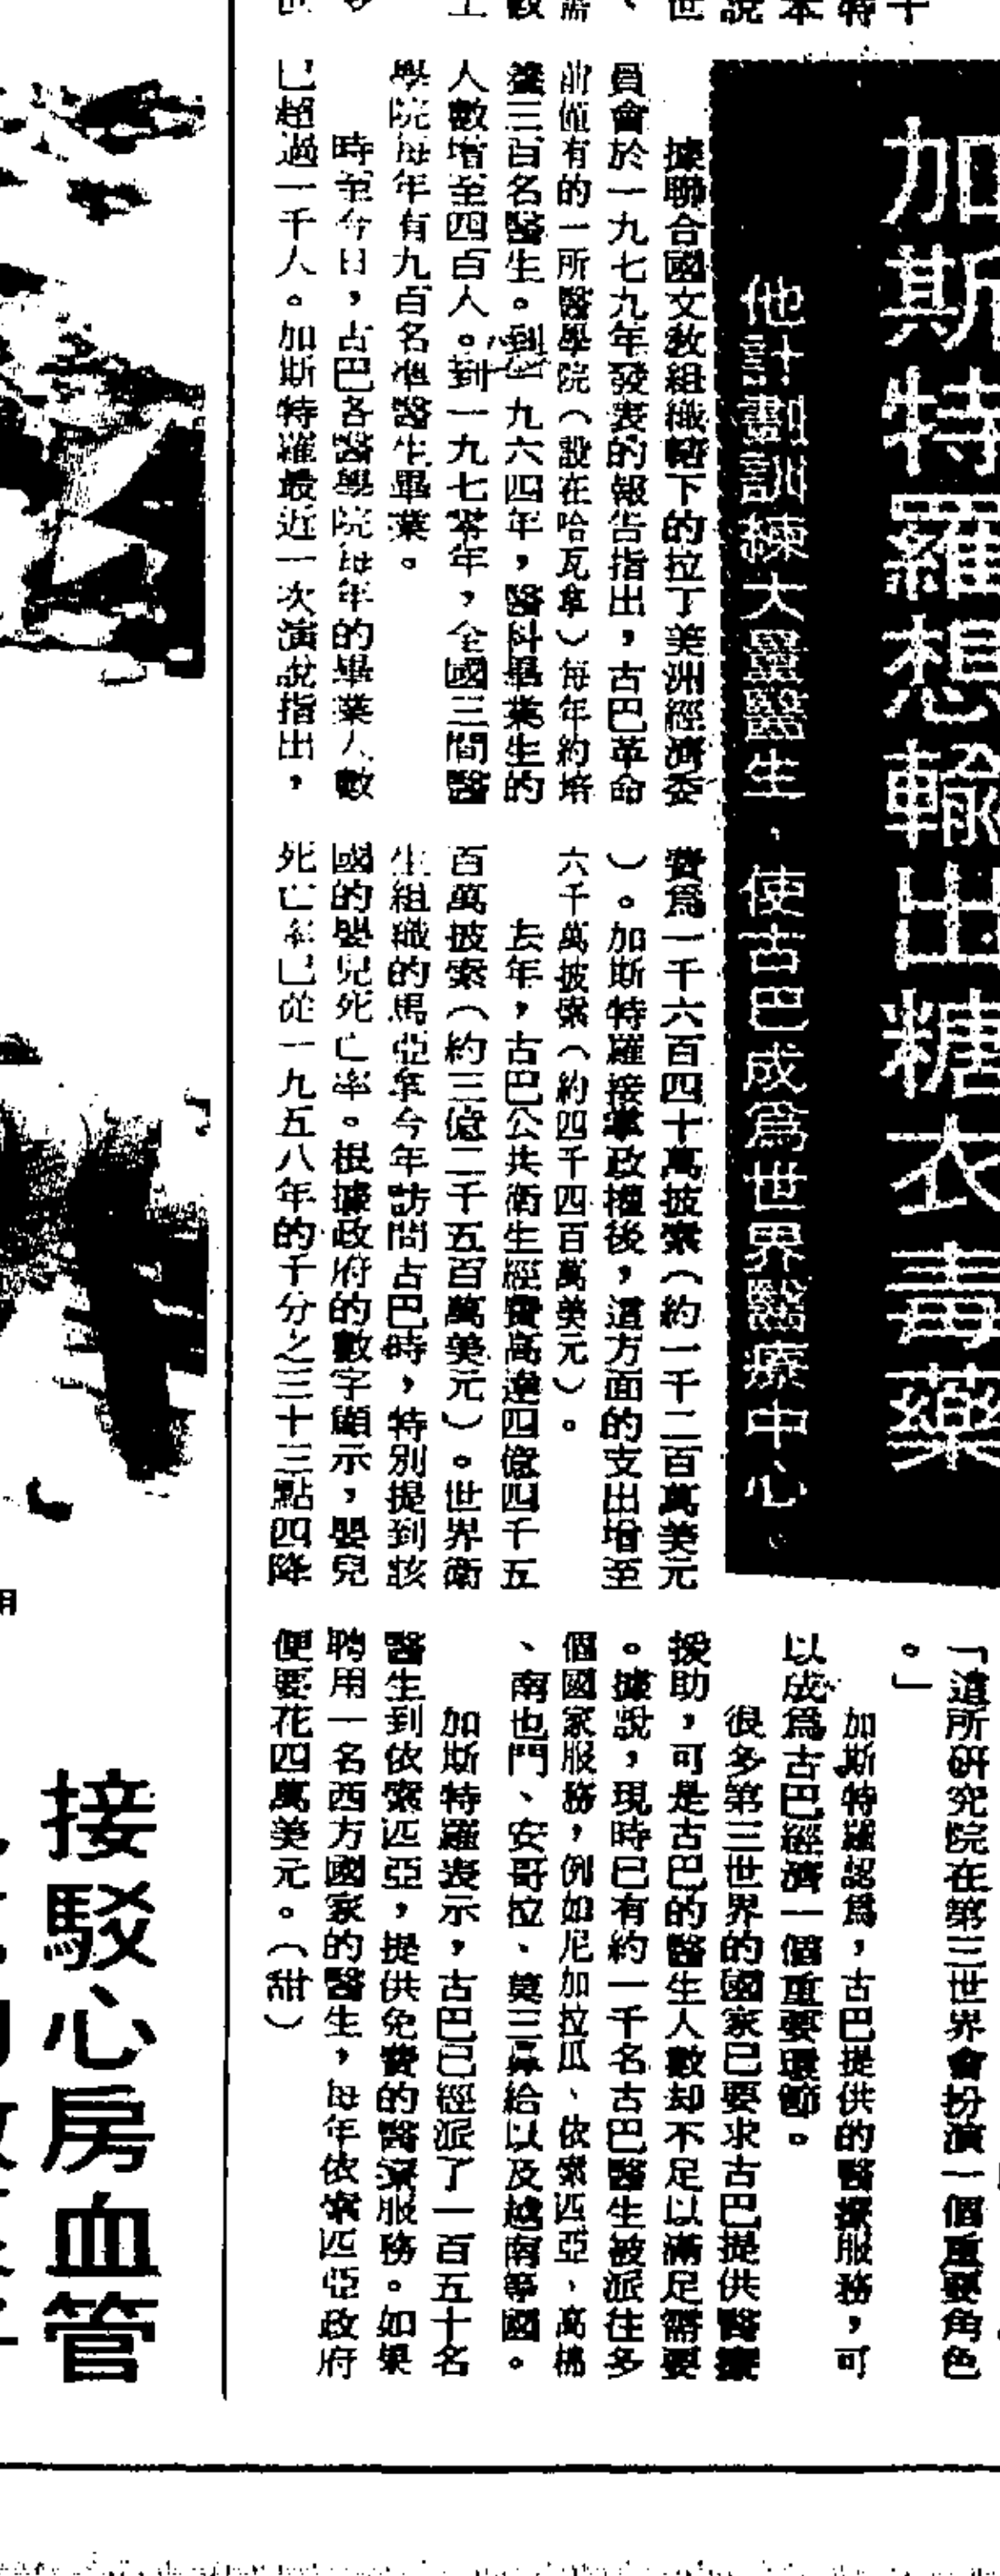 加斯特羅想輸出糖衣毒藥
他計劃訓練大量醫生，使古巴成爲世界醫療中心。
據聯合國文敎組織轄下的拉丁美洲經濟委
員會於一九七九年發表的報告指出，古巴革命
前僅有的一所醫學院（設在哈瓦拿）每年約培
養三百名醫生。到一九六四年，醫科畢業生的
人數增至四百人。到一九七零年，全國三間醫
學院每年有九百名準醫生畢業。
時至今日，古巴各醫學院每年的畢業人數
已超過一千人。加斯特羅最近一次演說指出，
費爲一千六百四十萬披索（約一千二百萬美元
）。加斯特羅接掌政權後，這方面的支出增至
六千萬披索（約四千四百萬美元）。
去年，古巴公共衞生經費高達四億四千五
百萬披索（約三億二千五百萬美元）。世界衞
生組織的馬亞拿今年訪問古巴時，特別提到該
國的嬰兒死亡率。根據政府的數字顯示，嬰兒
死亡率已從一九五八年的千分之三十三點四降
「這所硏究院在第三世界會扮演一個重要角色
。」
加斯特羅認爲，古巴提供的醫療服務，可
以成爲古巴經濟一個重要環節。
很多第三世界的國家已要求古巴提供醫療
援助，可是古巴的醫生人數却不足以滿足需要
。據說，現時已有約一千名古巴醫生被派往多
個國家服務，例如尼加拉瓜、依索匹亞、高棉
、南也門、安哥拉、莫三鼻給以及越南等國。
加斯特羅表示，古巴已經派了一百五十名
醫生到依索匹亞，提供免費的醫療服務。如果
聘用一名西方國家的醫生，每年依索匹亞政府
便要花四萬美元。（甜）
接駁心房血管